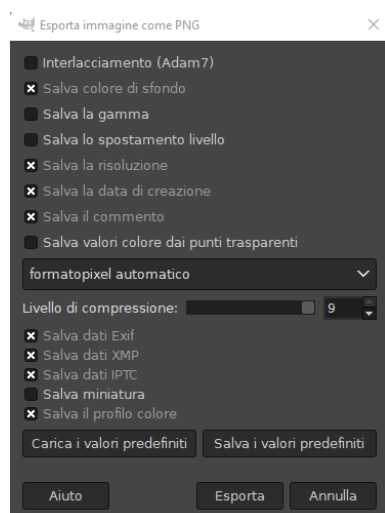 Esporta immagine come PNG
Interlacciamento (Adam7)
Salva colore di sfondo
Salva la gamma
Salva lo spostamento livello
Salva la risoluzione
Salva la data di creazione
Salva il commento
Salva valori colore dai punti trasparenti
formatopixel automatico
Livello di compressione: 9
Salva dati Exif
Salva dati XMP
Salva dati IPTC
Salva miniatura
Salva il profilo colore
Carica i valori predefiniti Salva i valori predefiniti
Aiuto Esporta Annulla